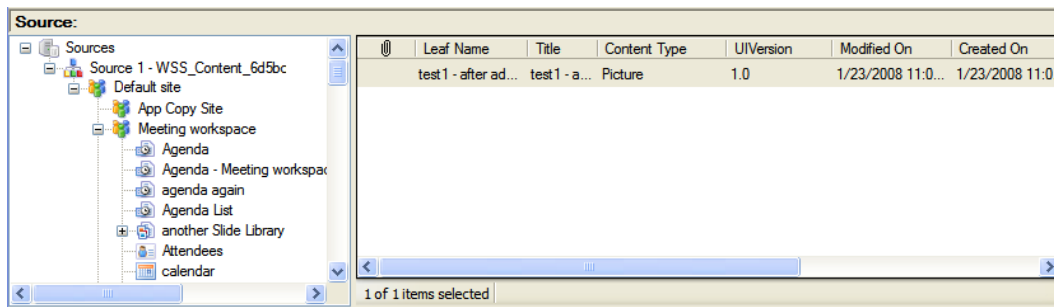 Source:
Sources
Source 1 - WSS_Content_6d5bc
Default site
App Copy Site
Meeting workspace
Agenda
Agenda - Meeting workspac
agenda again
Agenda List
another Slide Library
Attendees
calendar
Leaf Name Title Content Type UIVersion Modified On Created On
test1 - after ad... test1 - a... Picture 1.0 1/23/2008 11:0... 1/23/2008 11:0
1 of 1 items selected